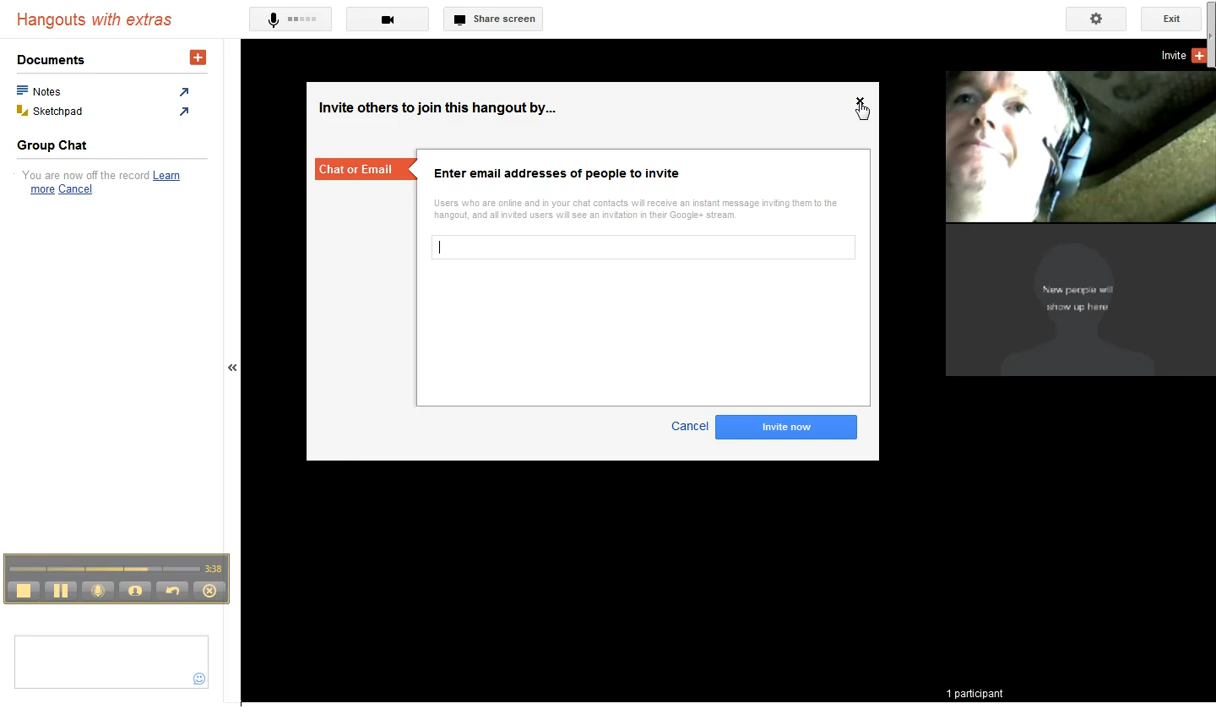 Hangouts with extras
Share screen
Exit
Documents
Notes
Sketchpad
Group Chat
You are now off the record Learn
more Cancel
3:38
Invite others to join this hangout by...
Chat or Email
Enter email addresses of people to invite
Users who are online and in your chat contacts will receive an instant message inviting them to the
hangout, and all invited users will see an invitation in their Google+ stream.
Cancel
Invite now
Invite
New people will
show up here
1 participant